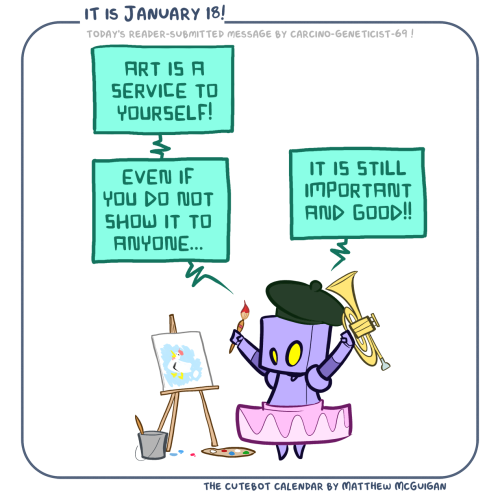 IT IS JANUARY 18!
TODAY'S READER-SUBMITTED MESSAGE BY CARCINO-GENETICIST-69!
ART IS A
SERVICE TO
YOURSELF!
EVEN IF
YOU DO NOT
SHOW IT TO
ANYONE...
IT IS STILL
IMPORTANT
AND GOOD!!
THE CUTEBOT CALENDAR BY MATTHEW MCGUIGAN